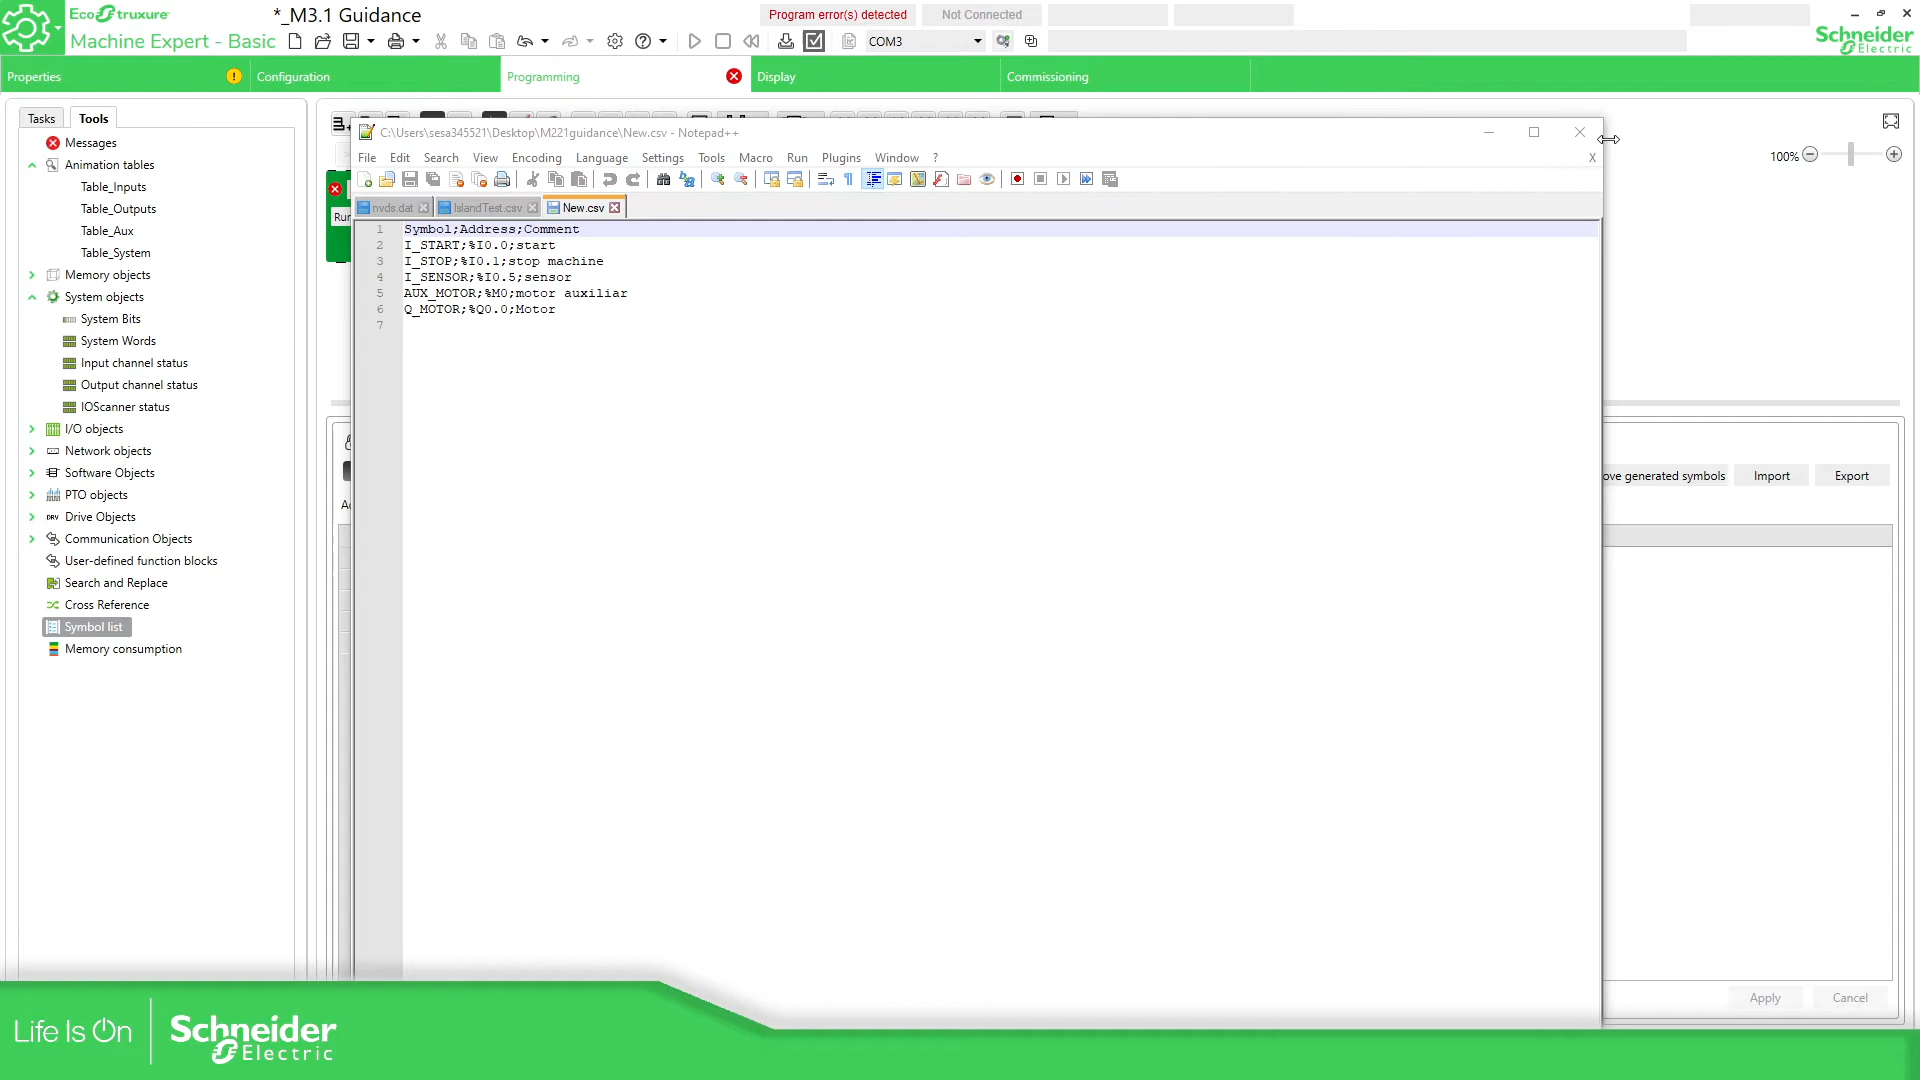 EcoStruxure
Machine Expert - Basic
*_M3.1 Guidance
Program error(s) detected
Not Connected
COM3
Schneider
Electric
Properties
Configuration
Programming
Display
Commissioning
Tasks
Tools
Messages
Animation tables
Table_Inputs
Table_Outputs
Table_Aux
Table_System
Memory objects
System objects
System Bits
System Words
Input channel status
Output channel status
IOScanner status
I/O objects
Network objects
Software Objects
PTO objects
DRV Drive Objects
Communication Objects
User-defined function blocks
Search and Replace
Cross Reference
Symbol list
Memory consumption
100%
C:\Users\sesa345521\Desktop\M221guidance\New.csv - Notepad++
File Edit Search View Encoding Language Settings Tools Macro Run Plugins Window ? X
nvds.dat IslandTest.csv New.csv
1 Symbol;Address;Comment
2 I_START;%I0.0;start
3 I_STOP;%I0.1;stop machine
4 I_SENSOR;%I0.5;sensor
5 AUX_MOTOR;%M0;motor auxiliar
6 Q_MOTOR;%Q0.0;Motor
7
ove generated symbols
Import
Export
Apply
Cancel
Life Is On
Schneider
Electric